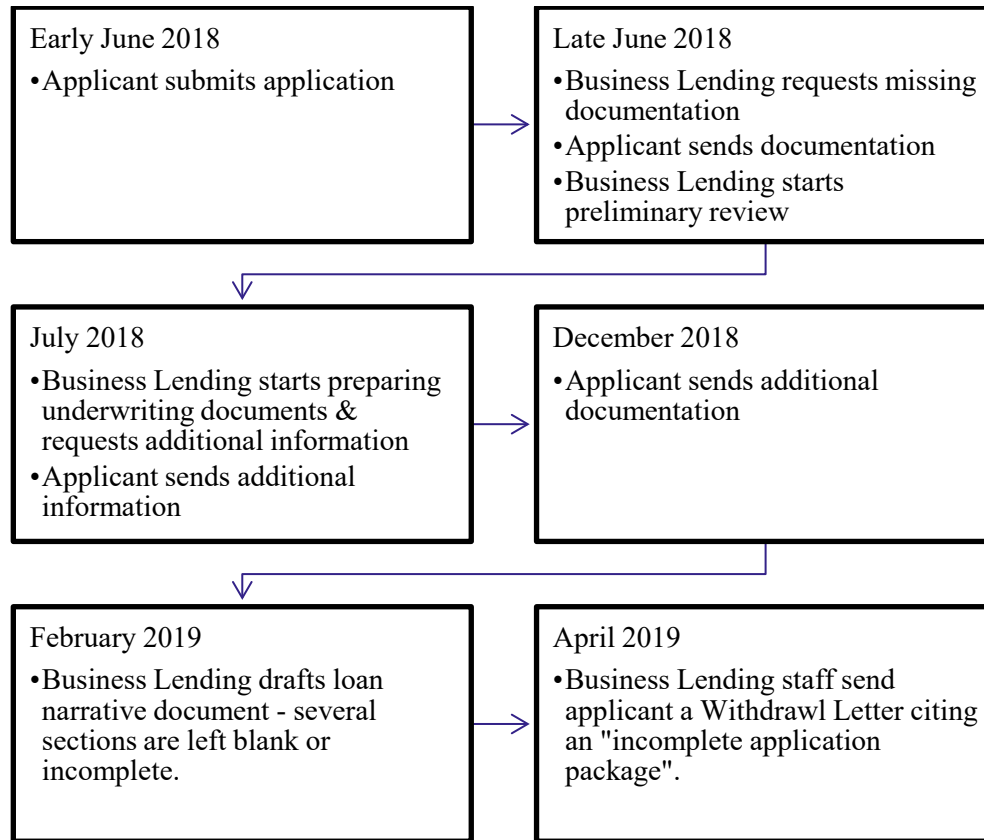 Early June 2018
•Applicant submits application
Late June 2018
•Business Lending requests missing
documentation
•Applicant sends documentation
•Business Lending starts
preliminary review
July 2018
•Business Lending starts preparing
underwriting documents &
requests additional information
•Applicant sends additional
information
December 2018
•Applicant sends additional
documentation
February 2019
•Business Lending drafts loan
narrative document - several
sections are left blank or
incomplete.
April 2019
•Business Lending staff send
applicant a Withdrawl Letter citing
an "incomplete application
package".